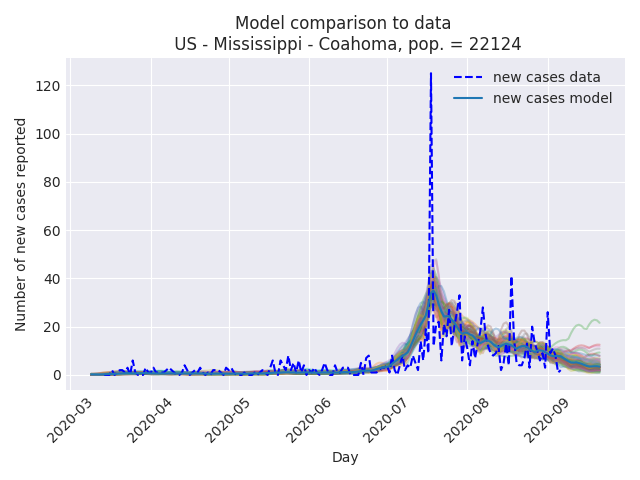 Model comparison to data
US - Mississippi - Coahoma, pop. = 22124
new cases data
new cases model
Number of new cases reported
120
100
80
60
40
20
0
2020-03
2020-04
2020-05
2020-06
2020-07
2020-08
2020-09
Day